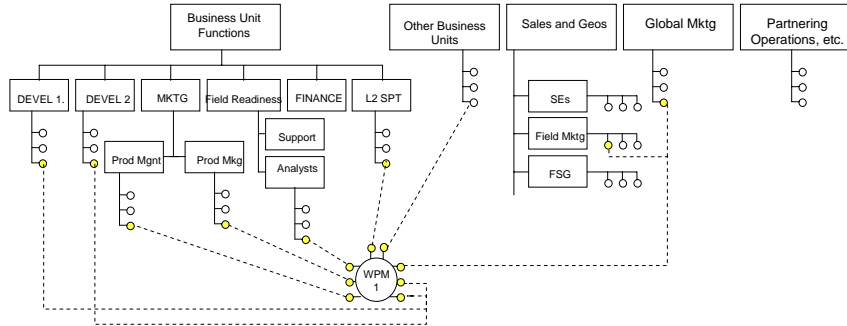 Business Unit
Functions
Other Business
Units
Sales and Geos
Global Mktg
Partnering
Operations, etc.
DEVEL 1.
DEVEL 2
MKTG
Field Readiness
FINANCE
L2 SPT
SEs
Support
Field Mktg
Prod Mgnt
Prod Mkg
Analysts
FSG
WPM
1